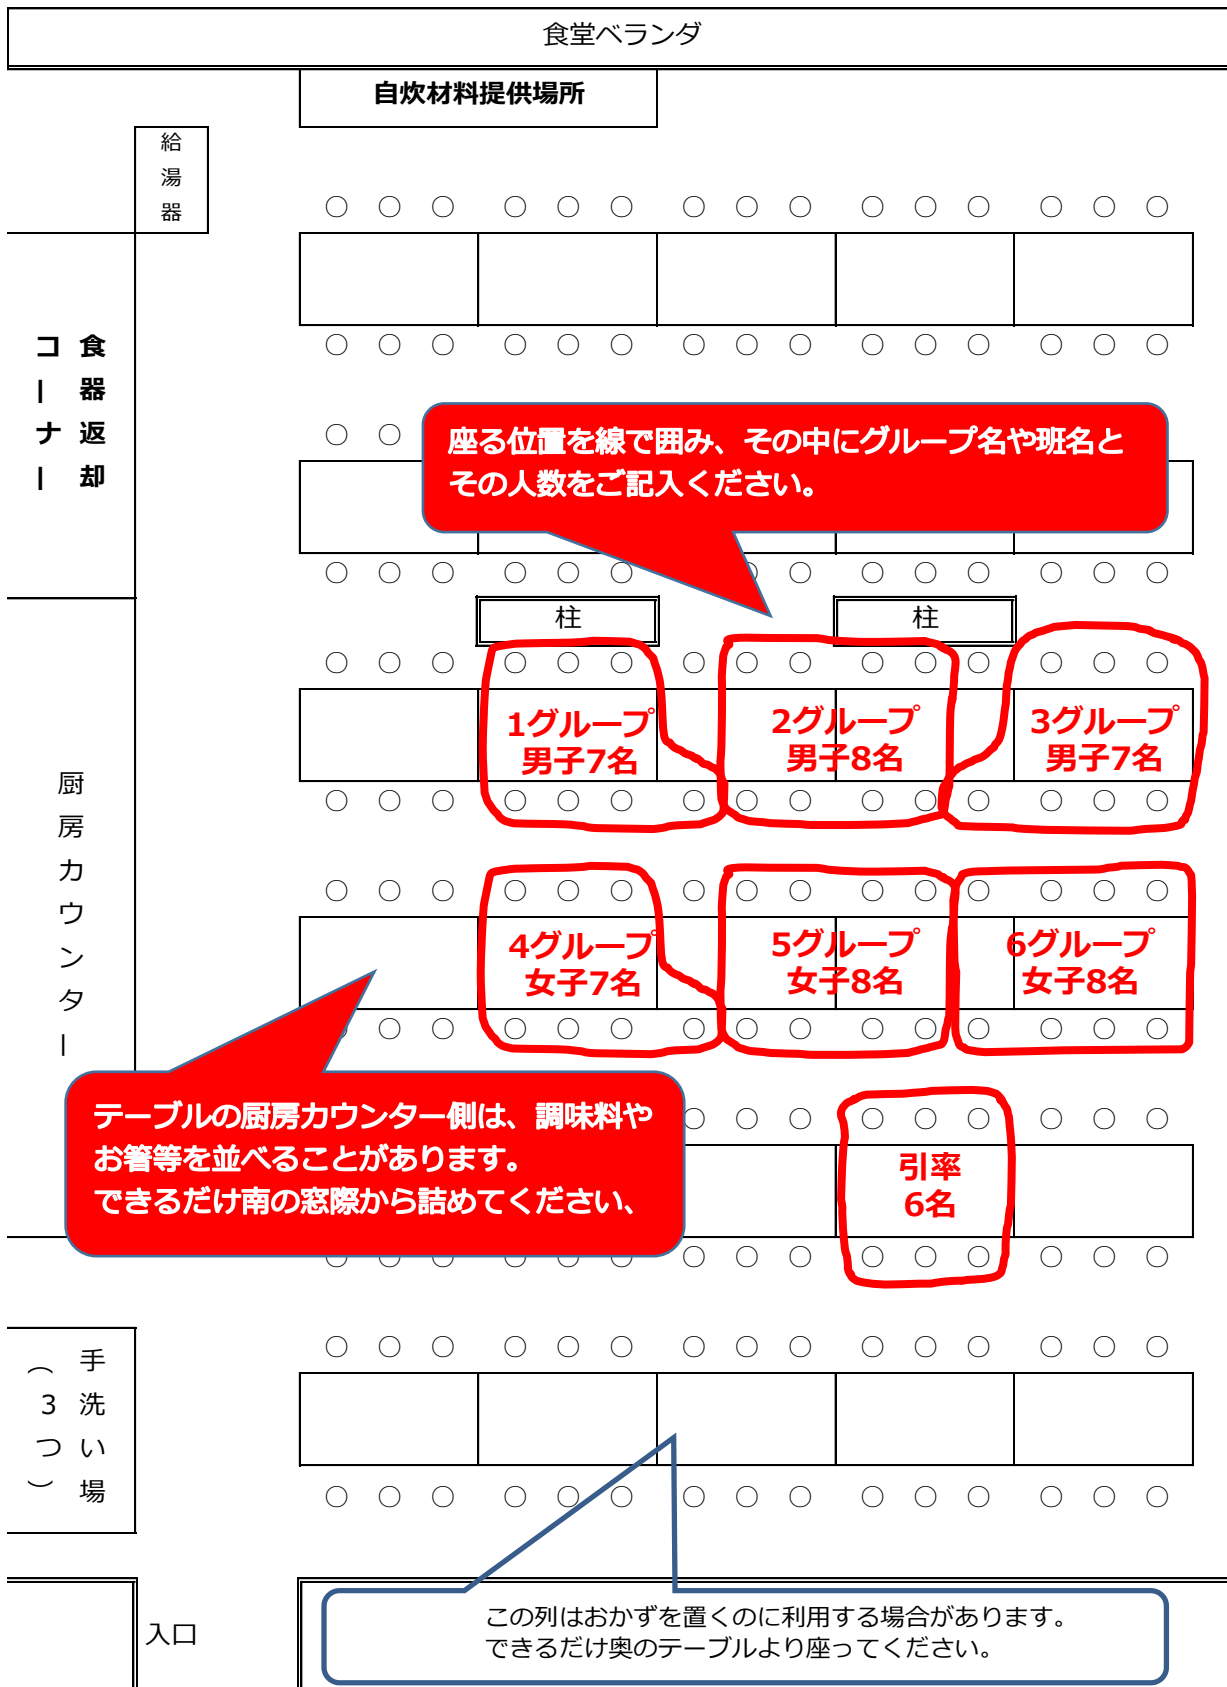 食堂ベランダ
自炊材料提供場所
給湯器
食器返却
コーナー
座る位置を線で囲み、その中にグループ名や班名と
その人数をご記入ください。
柱
柱
1グループ
男子7名
2グループ
男子8名
3グループ
男子7名
厨房カウンター
4グループ
女子7名
5グループ
女子8名
6グループ
女子8名
テーブルの厨房カウンター側は、調味料や
お箸等を並べることがあります。
できるだけ南の窓際から詰めてください、
引率
6名
手洗い場
（3つ）
入口
この列はおかずを置くのに利用する場合があります。
できるだけ奥のテーブルより座ってください。